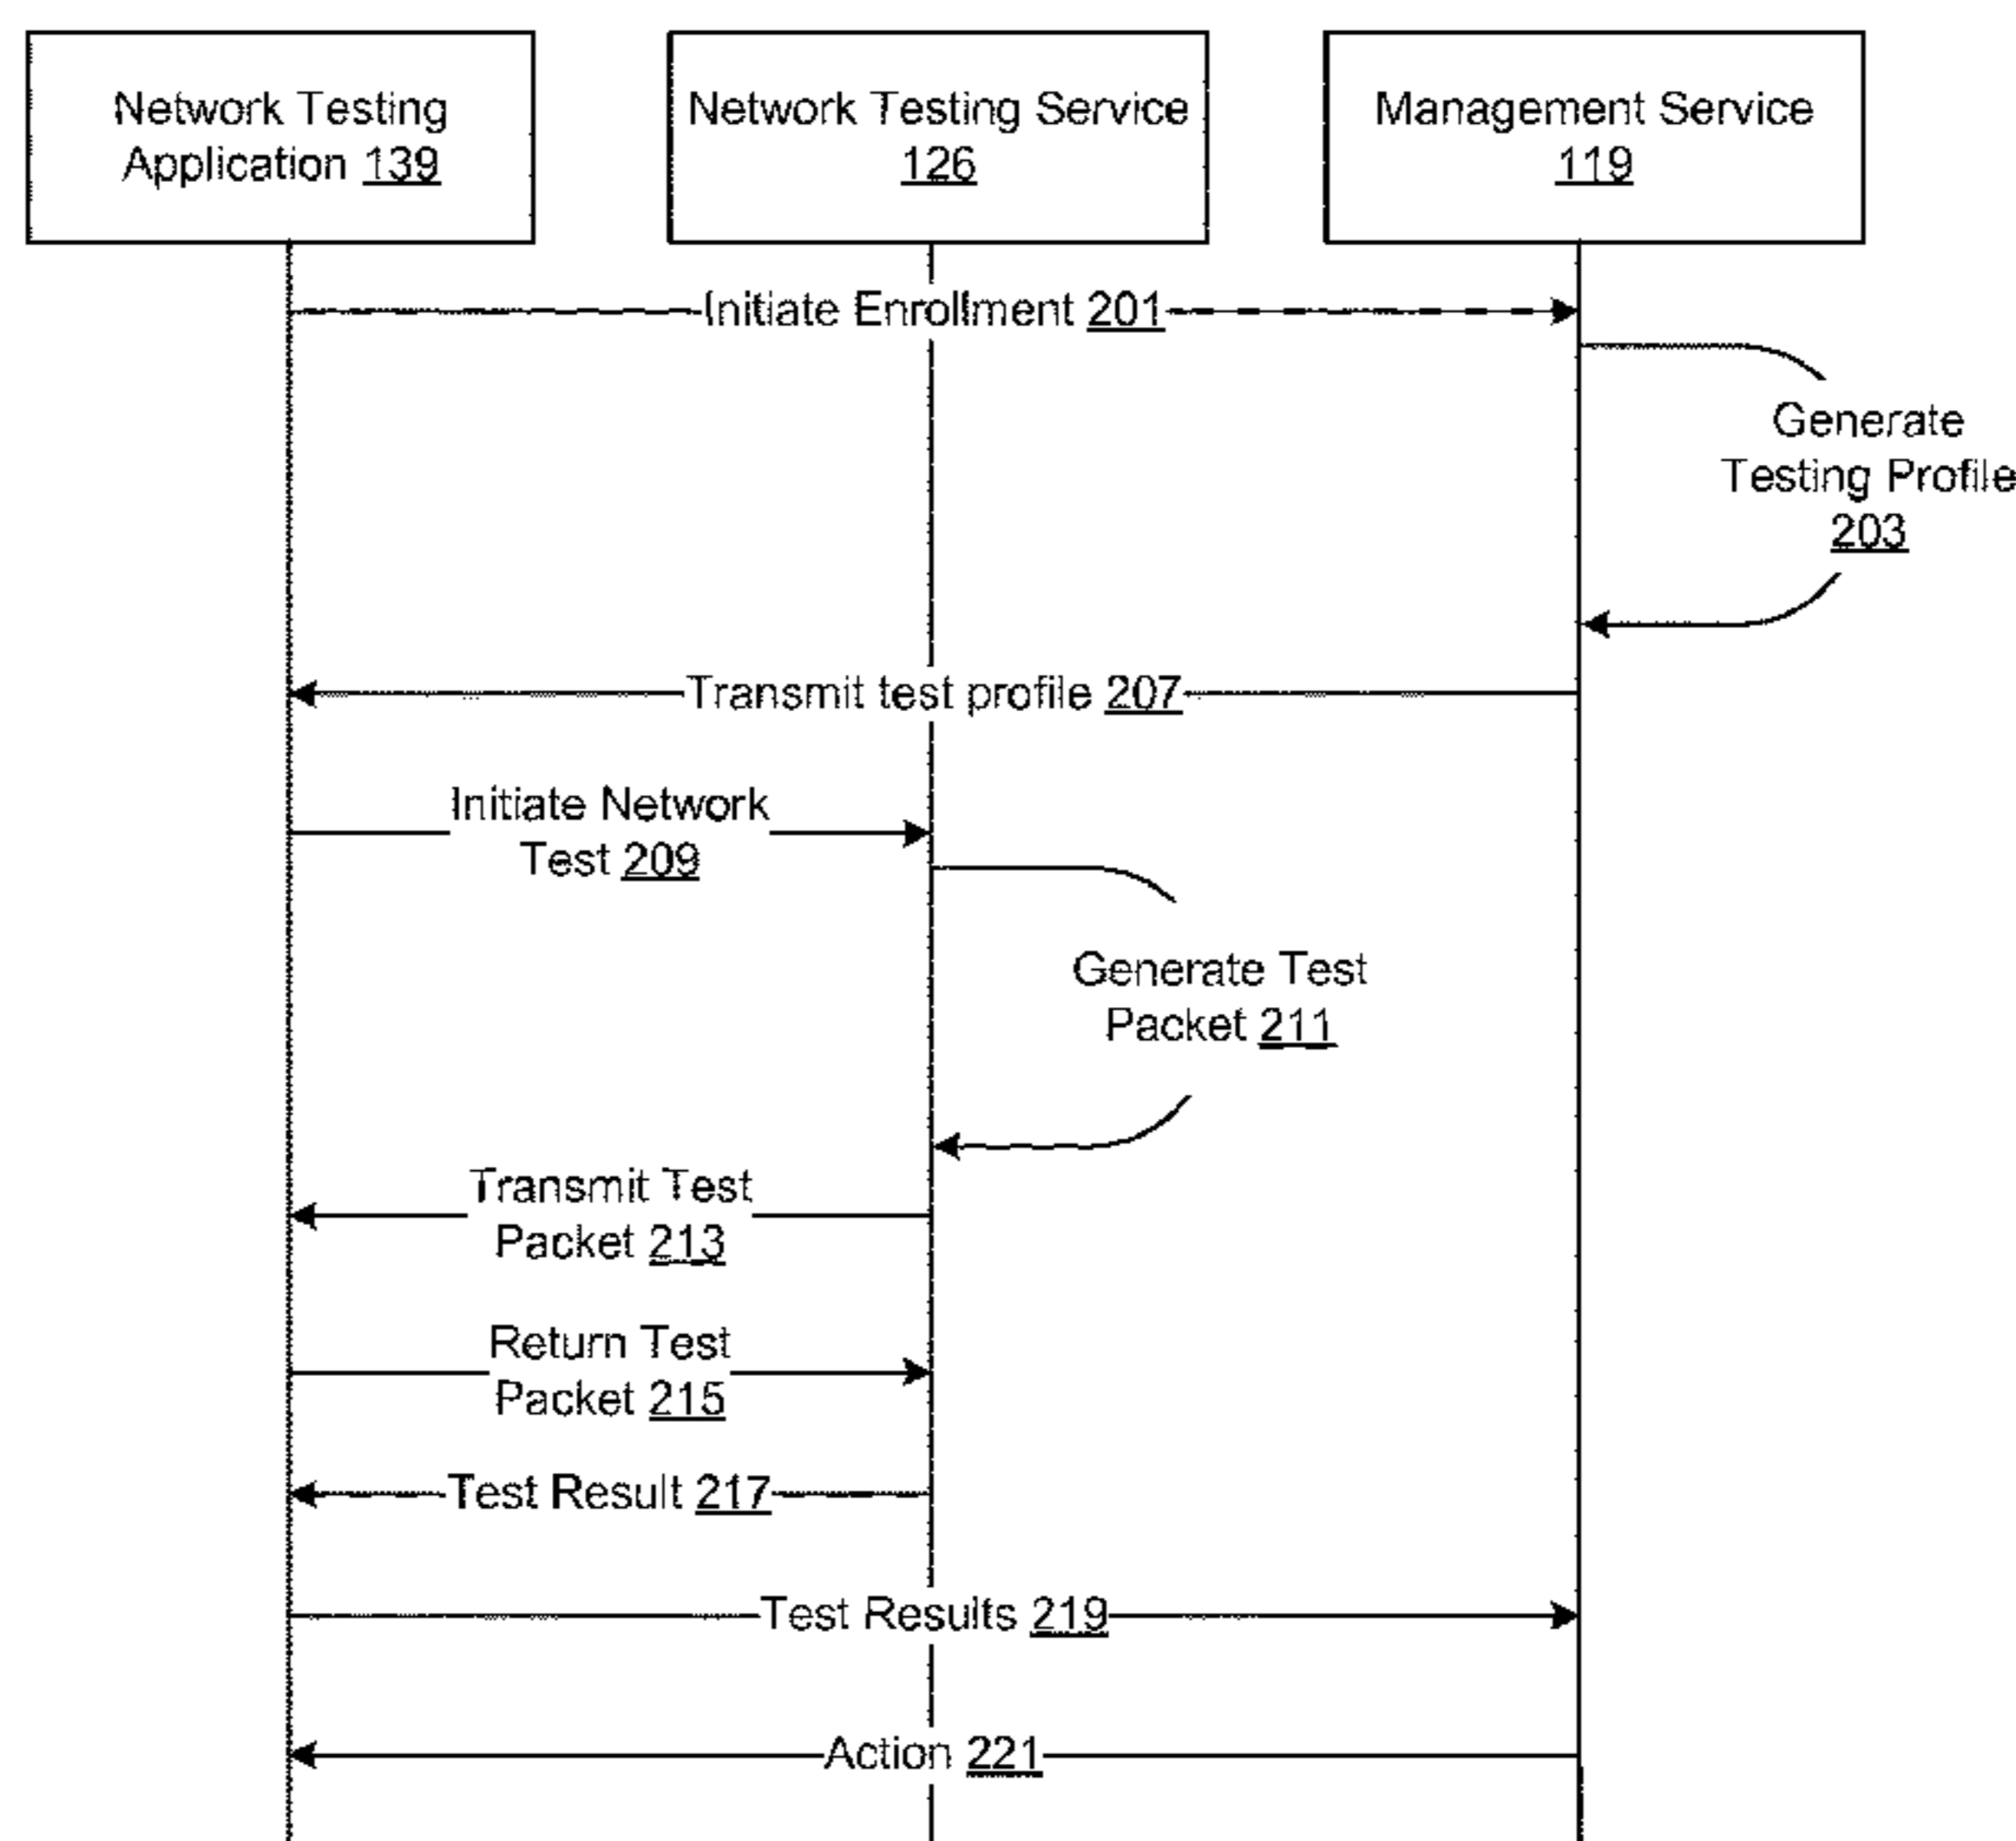 Network Testing
Application 139
Network Testing Service
126
Management Service
119
Initiate Enrollment 201
Generate
Testing Profile
203
Transmit test profile 207
Initiate Network
Test 209
Generate Test
Packet 211
Transmit Test
Packet 213
Return Test
Packet 215
Test Result 217
Test Results 219
Action 221